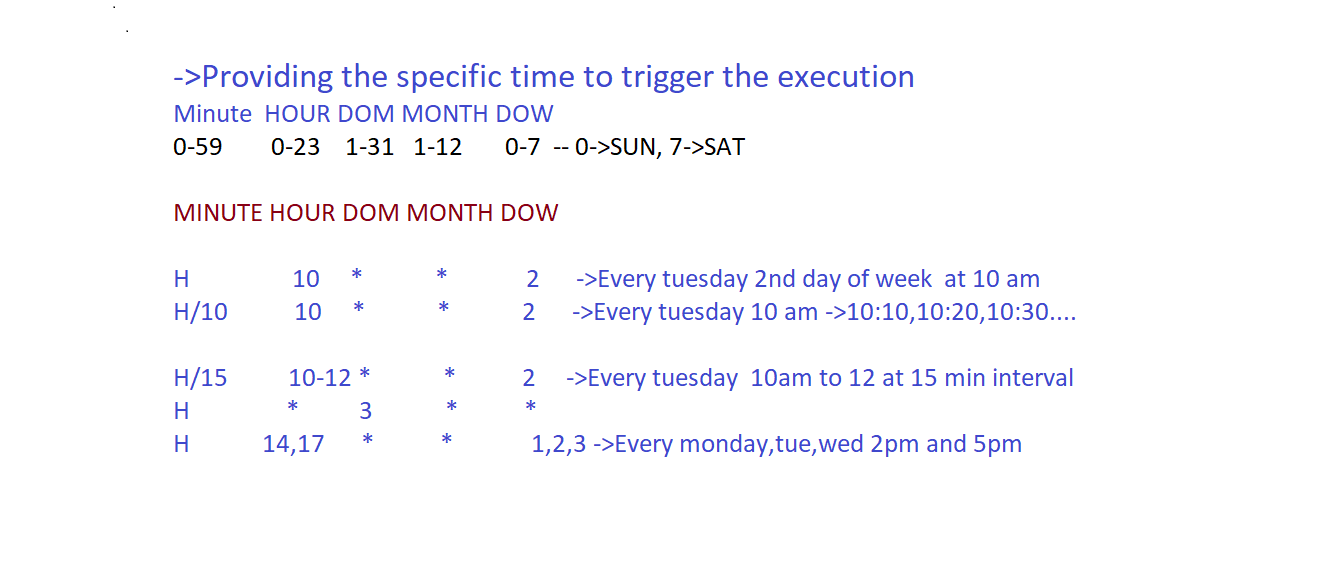 ->Providing the specific time to trigger the execution
Minute HOUR DOM MONTH DOW
0-59 0-23 1-31 1-12 0-7 -- 0->SUN, 7->SAT
MINUTE HOUR DOM MONTH DOW
H 10 * * 2 ->Every tuesday 2nd day of week at 10 am
H/10 10 * * 2 ->Every tuesday 10 am ->10:10,10:20,10:30....
H/15 10-12 * * 2 ->Every tuesday 10am to 12 at 15 min interval
H * 3 * *
H 14,17 * * 1,2,3 ->Every monday,tue,wed 2pm and 5pm